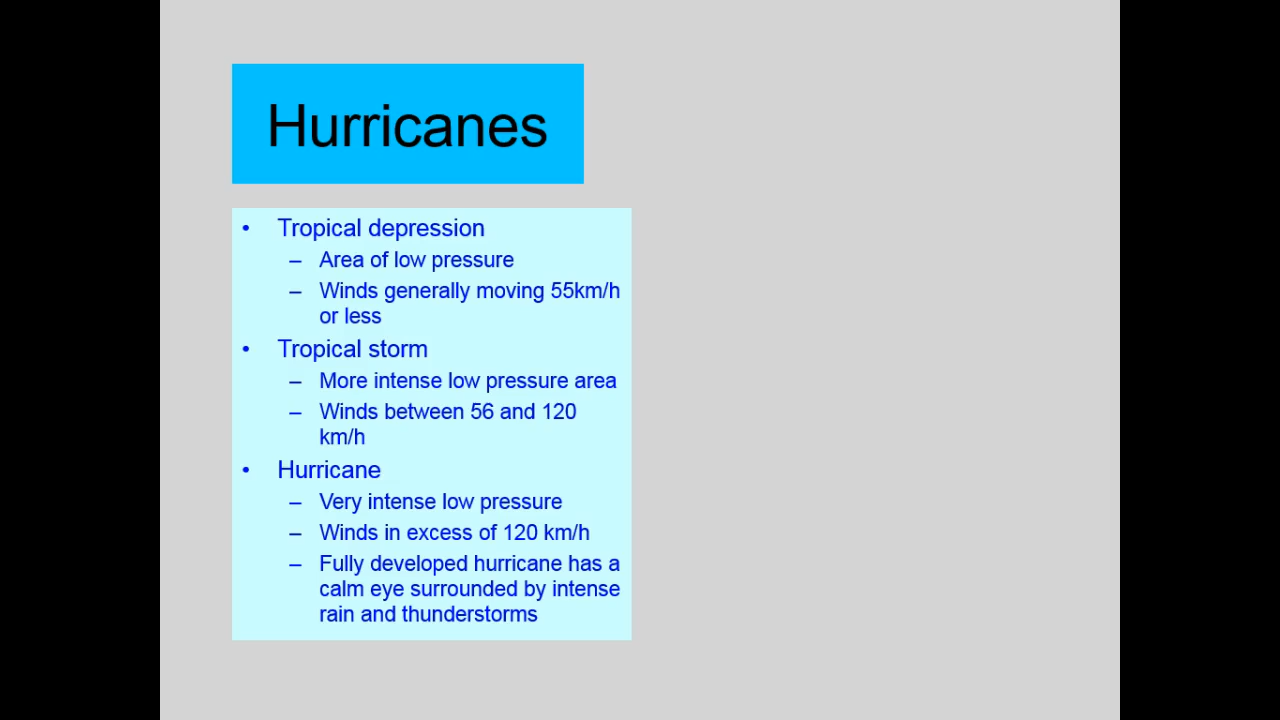 Hurricanes
• Tropical depression
– Area of low pressure
– Winds generally moving 55km/h
or less
• Tropical storm
– More intense low pressure area
– Winds between 56 and 120
km/h
• Hurricane
– Very intense low pressure
– Winds in excess of 120 km/h
– Fully developed hurricane has a
calm eye surrounded by intense
rain and thunderstorms